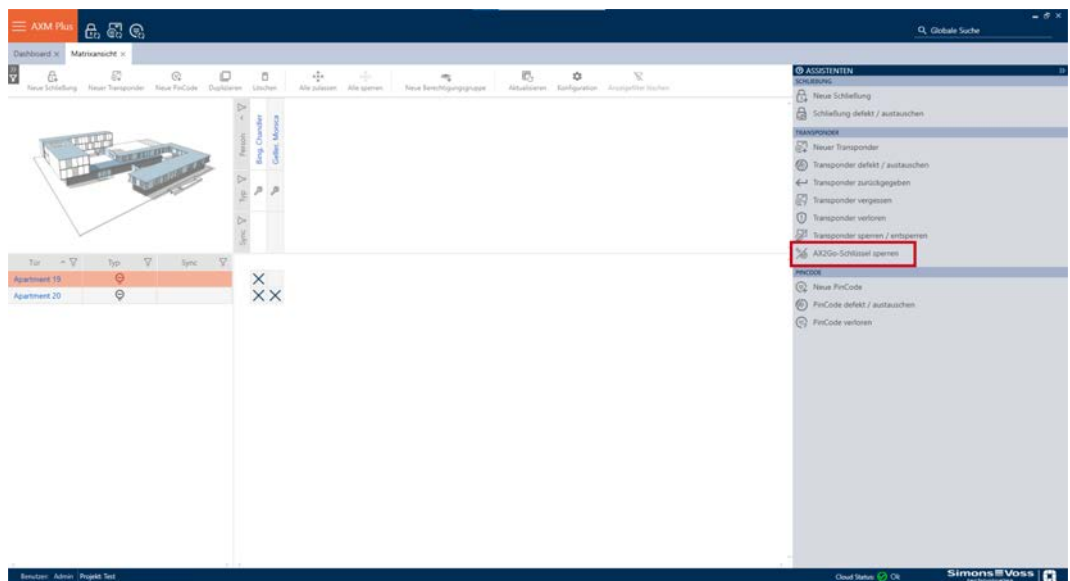 AXM Plus
Globale Suche
Dashboard
Matrixansicht
Neue Schließung
Neuer Transponder
Neue PinCode
Duplizieren
Löschen
Alle zulassen
Alle sperren
Neue Berechtigungsgruppe
Aktualisieren
Konfiguration
Anzeigefilter löschen
Person
Bing, Chandler
Geller, Monica
Typ
Sync
Tür
Typ
Sync
Apartment 19
Apartment 20
ASSISTENTEN
SCHLIEßUNG
Neue Schließung
Schließung defekt / austauschen
TRANSPONDER
Neuer Transponder
Transponder defekt / austauschen
Transponder zurückgegeben
Transponder vergessen
Transponder verloren
Transponder sperren / entsperren
AX2Go-Schlüssel sperren
PINCODE
Neue PinCode
PinCode defekt / austauschen
PinCode verloren
Benutzer: Admin Projekt: Test
Cloud Status: Ok
SimonsVoss
technologies